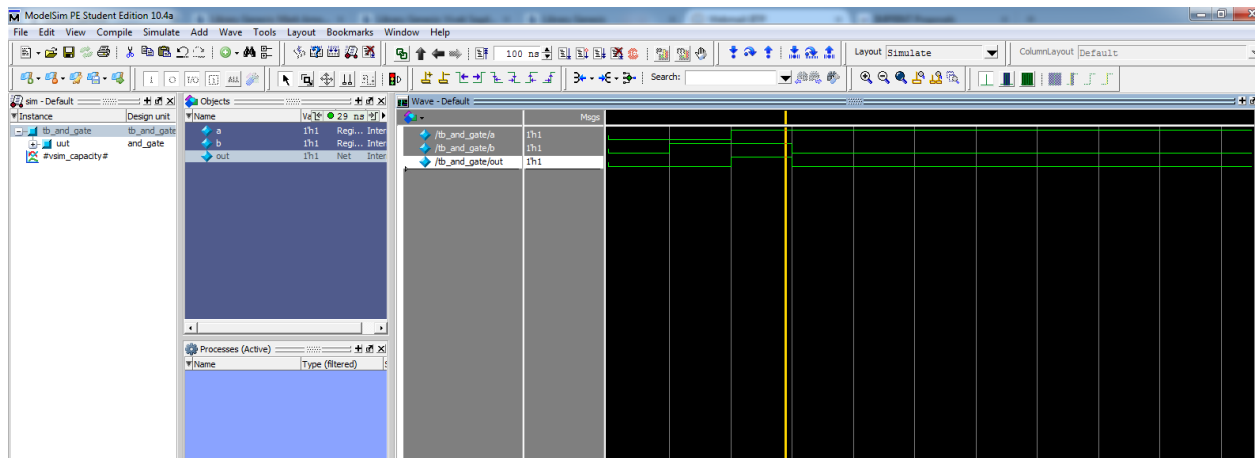 ModelSim PE Student Edition 10.4a
File Edit View Compile Simulate Add Wave Tools Layout Bookmarks Window Help
100 ns
Layout Simulate
ColumnLayout Default
Search:
sim - Default
Instance Design unit
tb_and_gate tb_and_gate
uut and_gate
#vsim_capacity#
Objects
Name 29 ns
a 1'h1 Regi... Inter
b 1'h1 Regi... Inter
out 1'h1 Net Inter
Processes (Active)
Name Type (filtered)
Wave - Default
Msgs
/tb_and_gate/a 1'h1
/tb_and_gate/b 1'h1
/tb_and_gate/out 1'h1